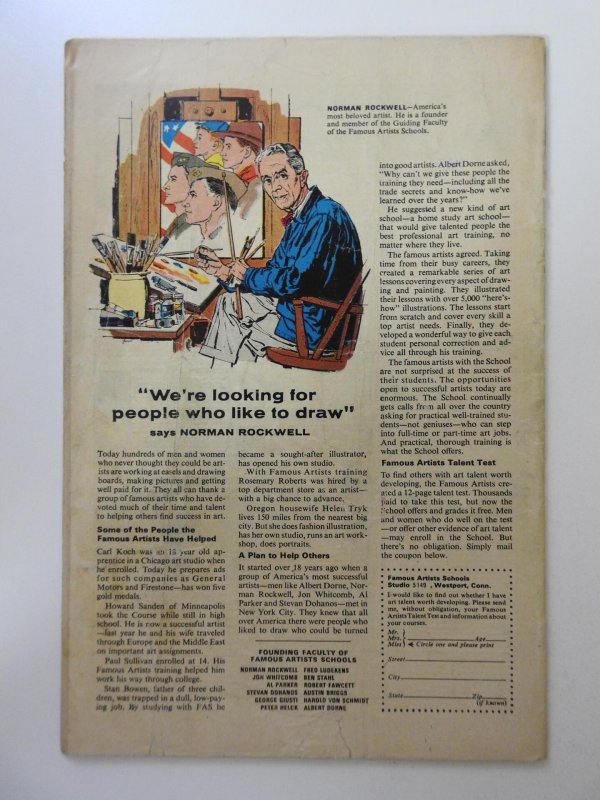 NORMAN ROCKWELL—America's
most beloved artist. He is a founder
and member of the Guiding Faculty
of the Famous Artists Schools.
"We're looking for
people who like to draw"
says NORMAN ROCKWELL
Today hundreds of men and women
who never thought they could be art-
ists are working at easels and drawing
boards, making pictures and getting
well paid for it. They all can thank a
group of famous artists who have de-
voted much of their time and talent
to helping others find success in art.
Some of the People the
Famous Artists Have Helped
Carl Koch was an 18 year old ap-
prentice in a Chicago art studio when
he enrolled. Today he prepares ads
for such companies as General
Motors and Firestone—has won five
gold medals.
Howard Sanden of Minneapolis
took the Course while still in high
school. He is now a successful artist
—last year he and his wife traveled
through Europe and the Middle East
on important art assignments.
Paul Sullivan enrolled at 14. His
Famous Artists training helped him
work his way through college.
Stan Bowen, father of three chil-
dren, was trapped in a dull, low-pay-
ing job. By studying with FAS he
became a sought-after illustrator,
has opened his own studio.
With Famous Artists training
Rosemary Roberts was hired by a
top department store as an artist—
with a big chance to advance.
Oregon housewife Helen Tryk
lives 150 miles from the nearest big
city. But she does fashion illustration,
has her own studio, runs an art work-
shop, does portraits.
A Plan to Help Others
It started over 18 years ago when a
group of America's most successful
artists—men like Albert Dorne, Nor-
man Rockwell, Jon Whitcomb, Al
Parker and Stevan Dohanos—met in
New York City. They knew that all
over America there were people who
liked to draw who could be turned
FOUNDING FACULTY OF
FAMOUS ARTISTS SCHOOLS
NORMAN ROCKWELL FRED LUDEKENS
JON WHITCOMB BEN STAHL
AL PARKER ROBERT FAWCETT
STEVAN DOHANOS AUSTIN BRIGGS
GEORGE GIUSTI HAROLD VON SCHMIDT
PETER HELCK ALBERT DORNE
into good artists. Albert Dorne asked,
"Why can't we give these people the
training they need—including all the
trade secrets and know-how we've
learned over the years?"
He suggested a new kind of art
school—a home study art school—
that would give talented people the
best professional art training, no
matter where they live.
The famous artists agreed. Taking
time from their busy careers, they
created a remarkable series of art
lessons covering every aspect of draw-
ing and painting. They illustrated
their lessons with over 5,000 "here's-
how" illustrations. The lessons start
from scratch and cover every skill a
top artist needs. Finally, they de-
veloped a wonderful way to give each
student personal correction and ad-
vice all through his training.
The famous artists with the School
are not surprised at the success of
their students. The opportunities
open to successful artists today are
enormous. The School continually
gets calls from all over the country
asking for practical well-trained stu-
dents—not geniuses—who can step
into full-time or part-time art jobs.
And practical, thorough training is
what the School offers.
Famous Artists Talent Test
To find others with art talent worth
developing, the Famous Artists cre-
ated a 12-page talent test. Thousands
paid to take this test, but now the
School offers and grades it free. Men
and women who do well on the test
—or offer other evidence of art talent
—may enroll in the School. But
there's no obligation. Simply mail
the coupon below.
Famous Artists Schools
Studio 5149 , Westport, Conn.
I would like to find out whether I have
art talent worth developing. Please send
me, without obligation, your Famous
Artists Talent Test and information about
your courses.
Mr.
Mrs. Age
Miss Circle one and please print
Street
City
State Zip
(if known)